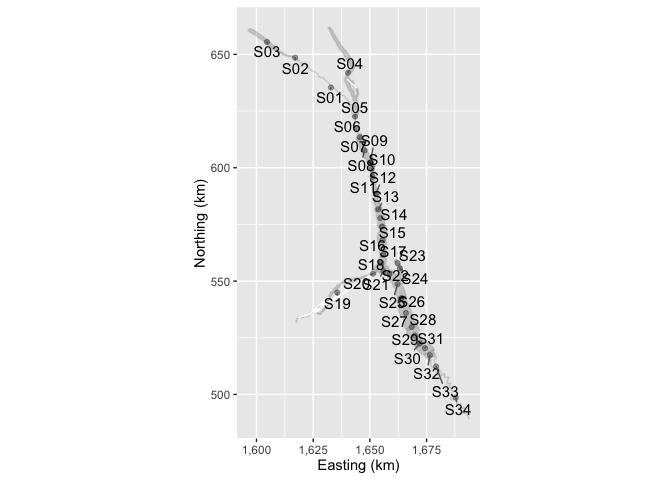 650
600
550
500
Northing (km)
S03
S02
S01
S04
S05
S06
S09
S07
S10
S08
S12
S11
S13
S14
S15
S16
S17
S23
S18
S22
S24
S20
S21
S19
S25
S26
S27
S28
S29
S31
S30
S32
S33
S34
1,600 1,625 1,650 1,675
Easting (km)